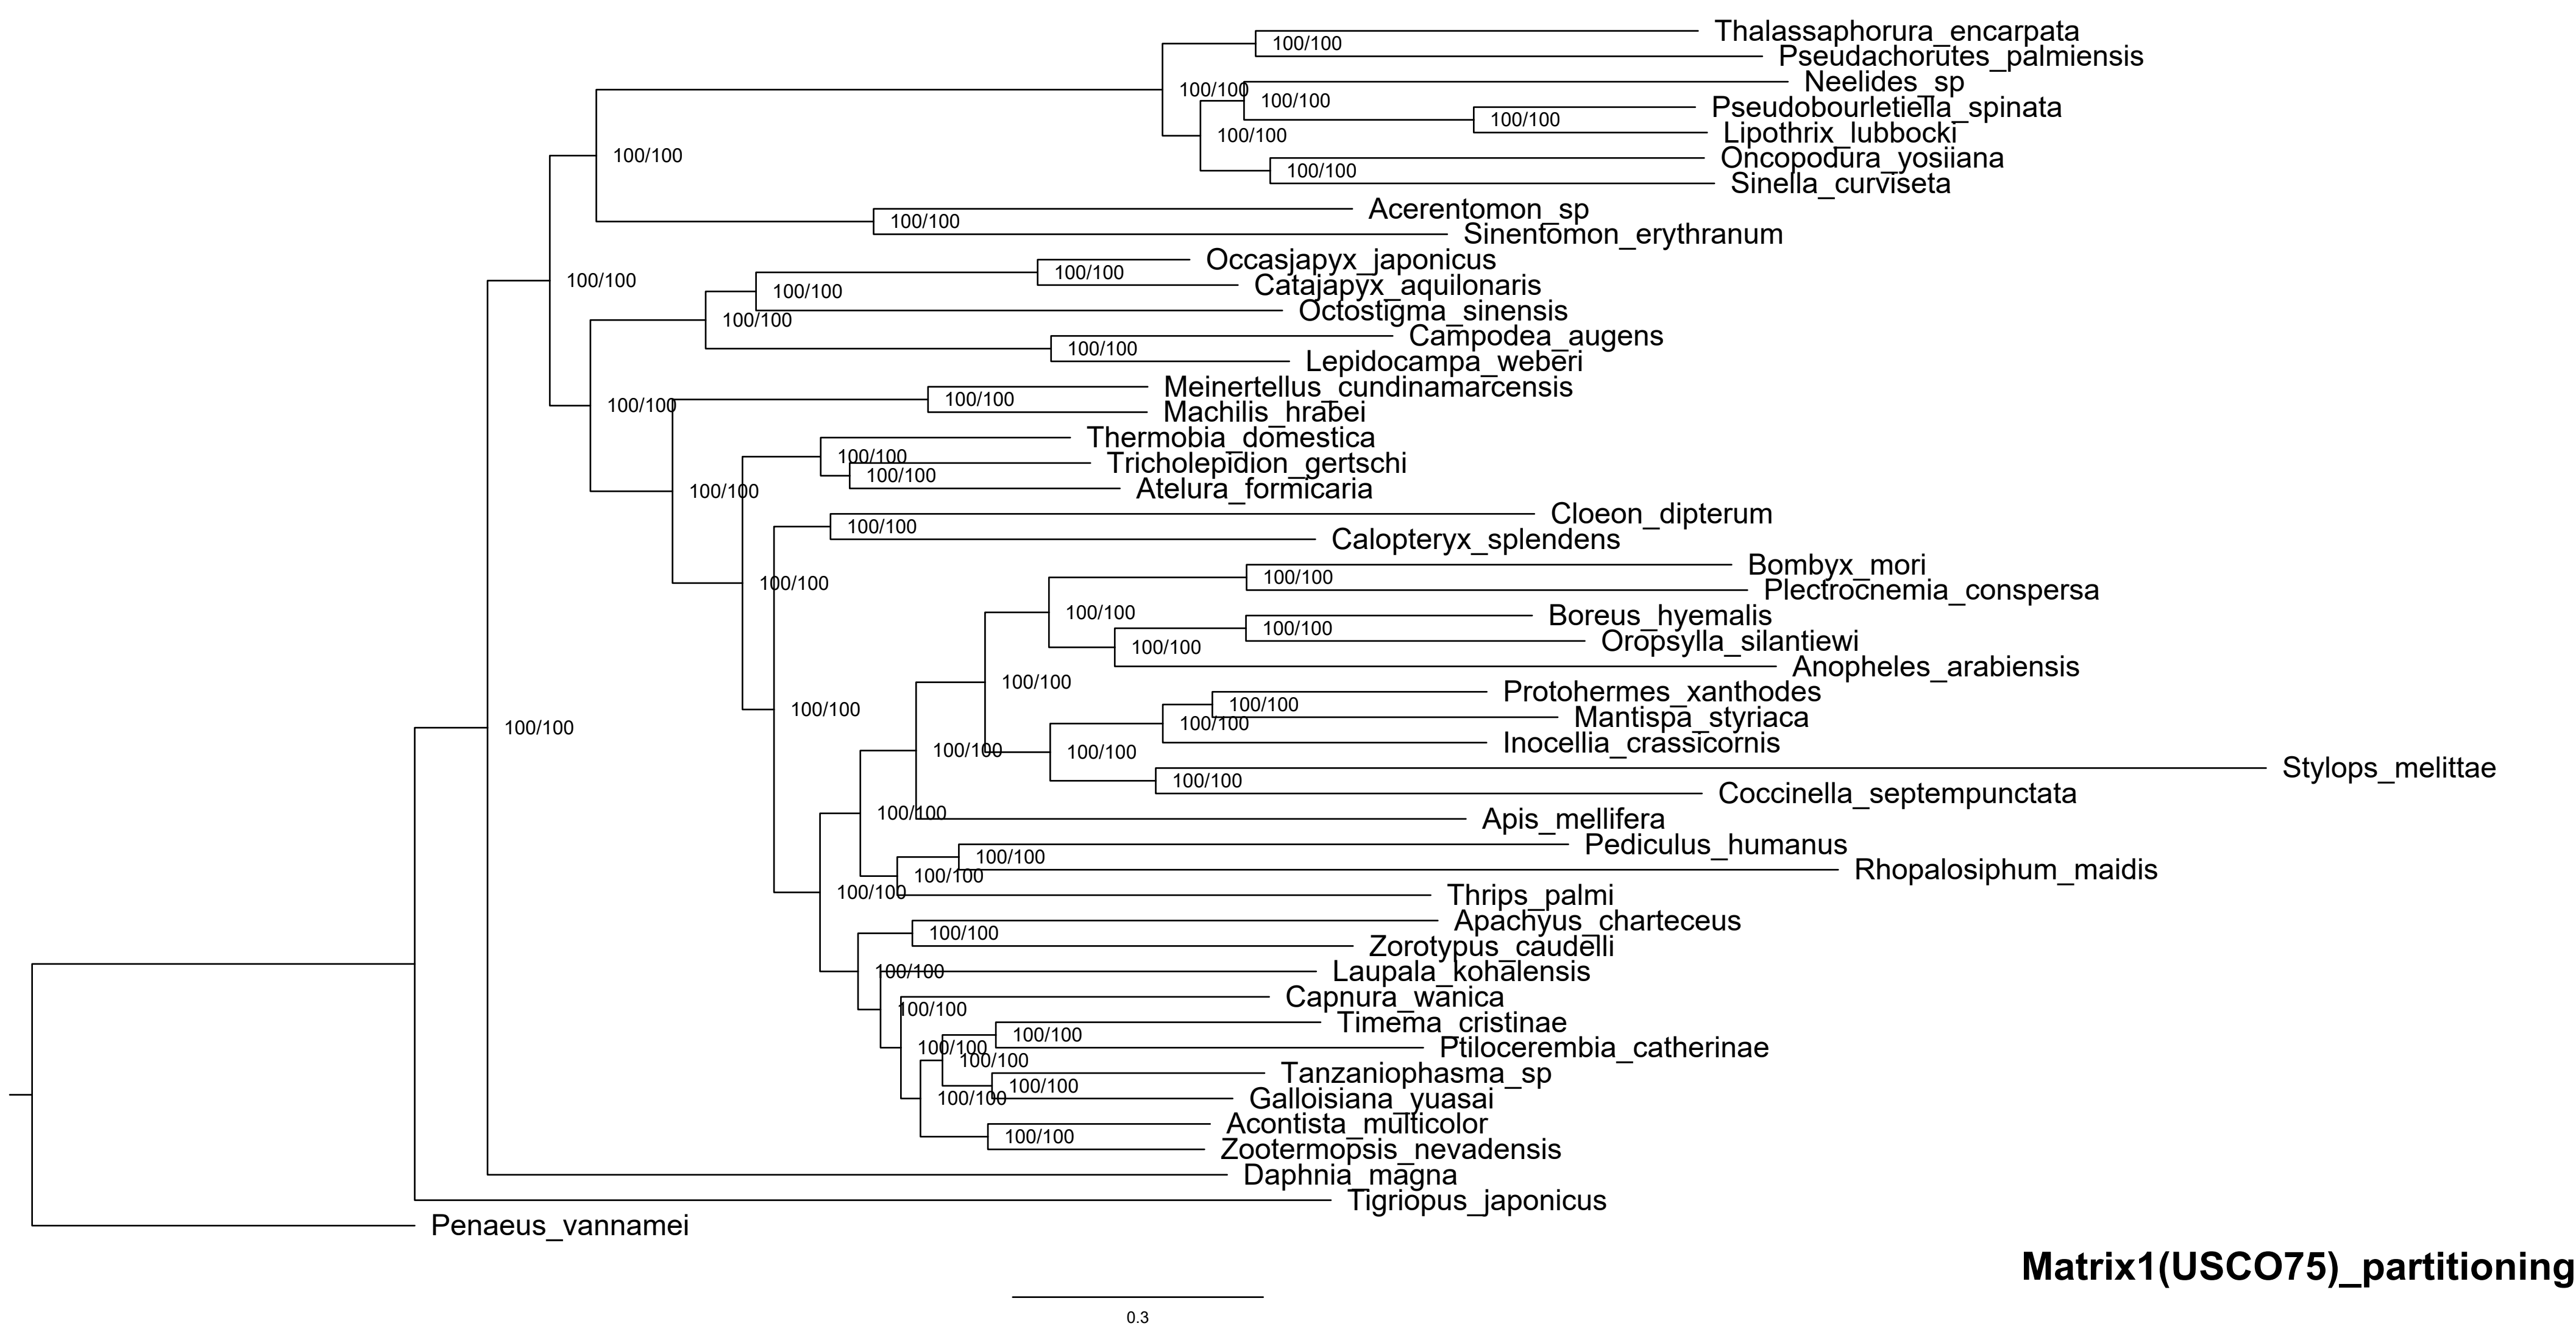 Thalassaphorura_encarpata
100/100
Pseudachorutes_palmiensis
Neelides_sp
100/100
100/100
Pseudobourletiella_spinata
100/100
Lipothrix_lubbocki
100/100
100/100
Oncopodura_yosiiana
100/100
Sinella_curviseta
Acerentomon_sp
100/100
Sinentomon_erythranum
Occasjapyx_japonicus
100/100
100/100
Catajapyx_aquilonaris
100/100
Octostigma_sinensis
100/100
Campodea_augens
100/100
Lepidocampa_weberi
Meinertellus_cundinamarcensis
100/100
100/100
Machilis_hrabei
Thermobia_domestica
100/100
Tricholepidion_gertschi
100/100
Atelura_formicaria
100/100
Cloeon_dipterum
100/100
Calopteryx_splendens
Bombyx_mori
100/100
100/100
Plectrocnemia_conspersa
100/100
Boreus_hyemalis
100/100
Oropsylla_silantiewi
100/100
Anopheles_arabiensis
100/100
Protohermes_xanthodes
100/100
100/100
Mantispa_styriaca
100/100
100/100
Inocellia_crassicornis
100/100
100/100
Stylops_melittae
100/100
Coccinella_septempunctata
100/100
Apis_mellifera
Pediculus_humanus
100/100
Rhopalosiphum_maidis
100/100
100/100
Thrips_palmi
Apachyus_charteceus
100/100
Zorotypus_caudelli
100/100
Laupala_kohalensis
Capnura_wanica
100/100
Timema_cristinae
100/100
100/100
Ptilocerembia_catherinae
100/100
Tanzaniophasma_sp
100/100
100/100
Galloisiana_yuasai
Acontista_multicolor
100/100
Zootermopsis_nevadensis
Daphnia_magna
Tigriopus_japonicus
Penaeus_vannamei
Matrix1(USCO75)_partitioning
0.3